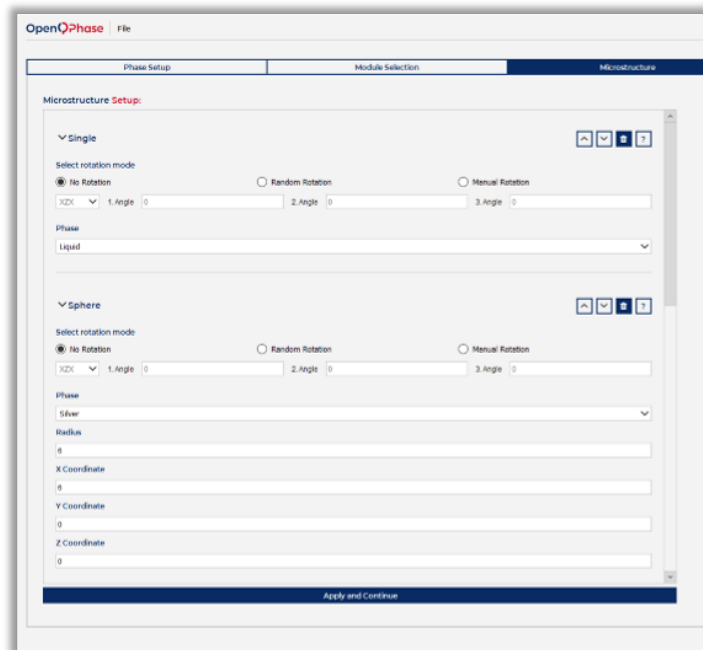 OpenPhase File
Phase Setup Module Selection Microstructure
Microstructure Setup:
Single ?
Select rotation mode
No Rotation Random Rotation Manual Rotation
XZX 1. Angle 0 2. Angle 0 3. Angle 0
Phase
Liquid
Sphere ?
Select rotation mode
No Rotation Random Rotation Manual Rotation
XZX 1. Angle 0 2. Angle 0 3. Angle 0
Phase
Silver
Radius
6
X Coordinate
6
Y Coordinate
0
Z Coordinate
0
Apply and Continue